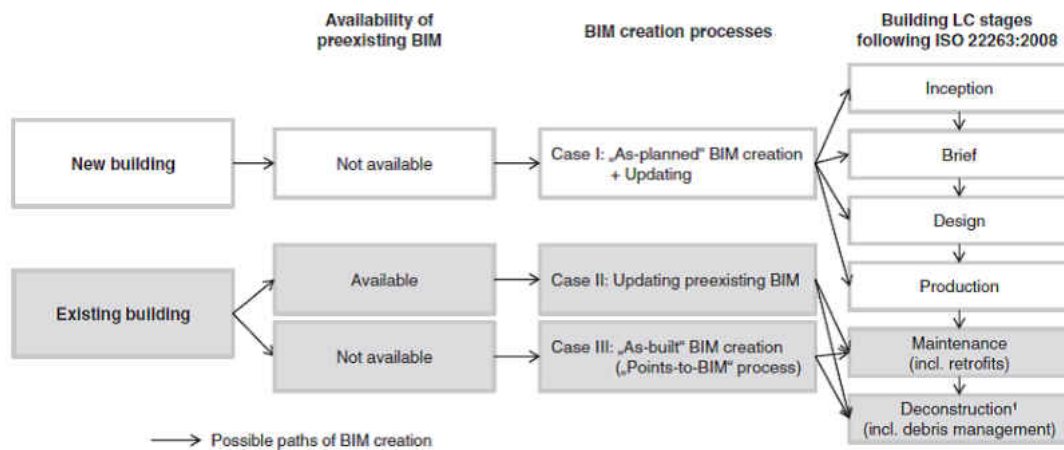 Availability of
preexisting BIM
BIM creation processes
Building LC stages
following ISO 22263:2008
New building
Not available
Case I: „As-planned“ BIM creation
+ Updating
Inception
Brief
Design
Production
Existing building
Available
Case II: Updating preexisting BIM
Not available
Case III: „As-built“ BIM creation
(„Points-to-BIM“ process)
Maintenance
(incl. retrofits)
Deconstruction¹
(incl. debris management)
Possible paths of BIM creation